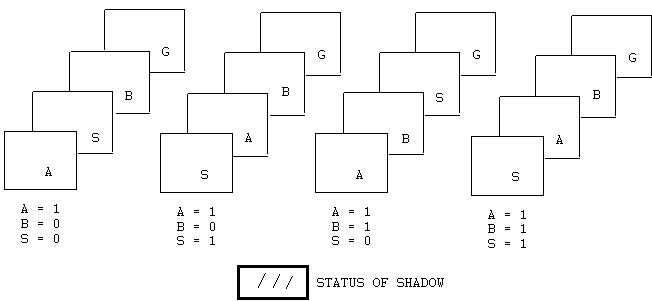 G G G G
B B S B
S A B A
A S A S
A = 1 A = 1 A = 1 A = 1
B = 0 B = 0 B = 1 B = 1
S = 0 S = 1 S = 0 S = 1
/// STATUS OF SHADOW